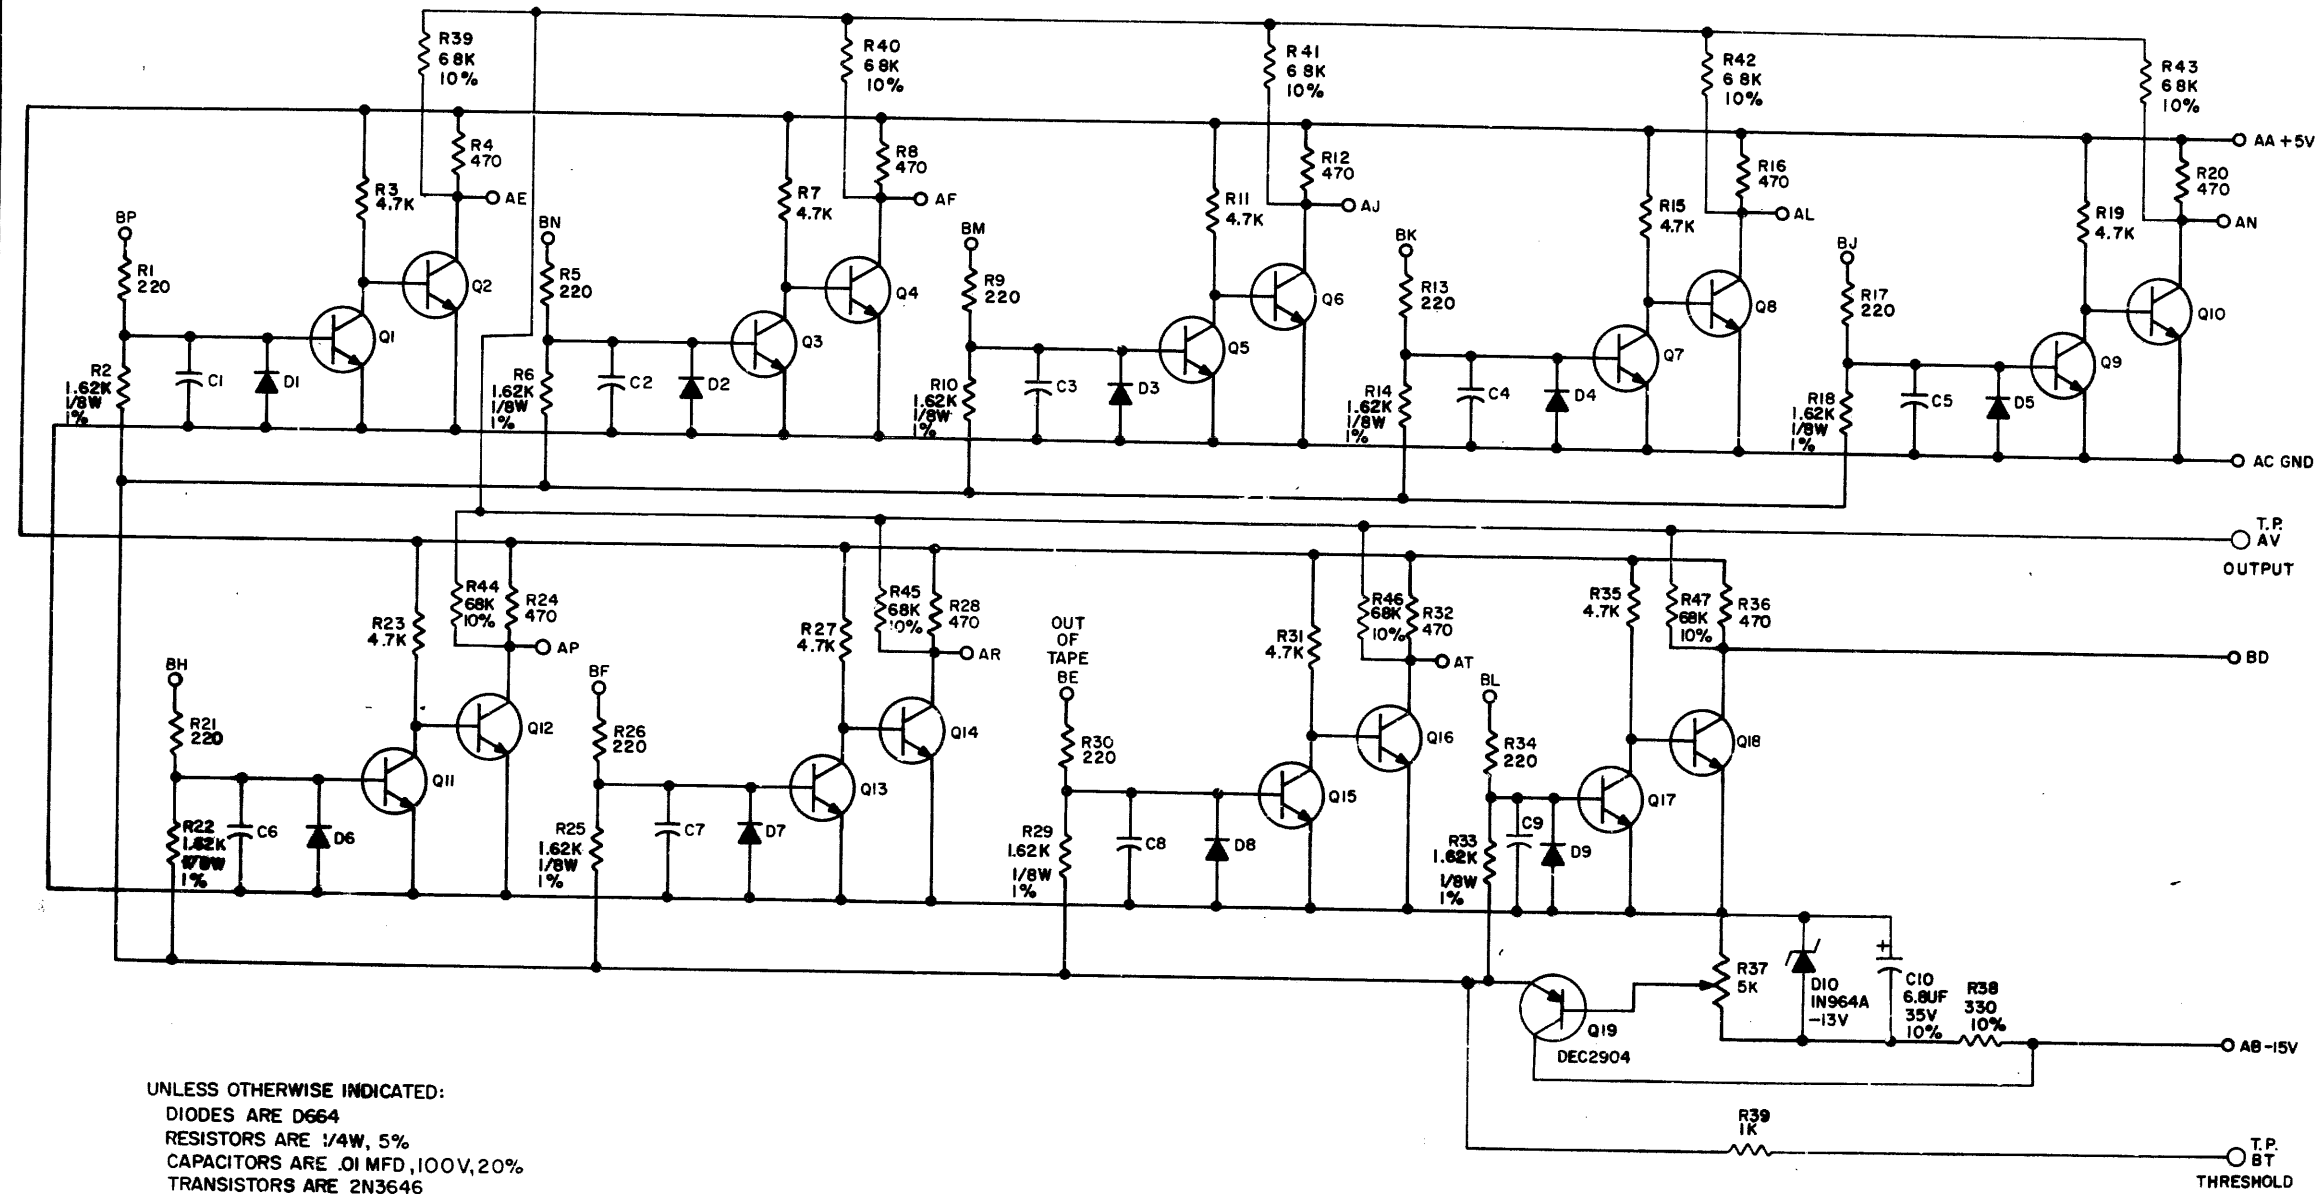 R39
68K
10%
R40
68K
10%
R41
68K
10%
R42
68K
10%
R43
68K
10%
R4
470
R8
470
R12
470
R16
470
R20
470
AA +5V
R3
4.7K
AE
R7
4.7K
AF
R11
4.7K
AJ
R15
4.7K
AL
R19
4.7K
AN
BP
R1
220
Q2
BN
R5
220
Q4
BM
R9
220
Q6
BK
R13
220
Q8
BJ
R17
220
Q10
R2
1.62K
1/8W
1%
C1
D1
Q1
R6
1.62K
1/8W
1%
C2
D2
Q3
R10
1.62K
1/8W
1%
C3
D3
Q5
R14
1.62K
1/8W
1%
C4
D4
Q7
R18
1.62K
1/8W
1%
C5
D5
Q9
AC GND
T.P.
AV
OUTPUT
R44
68K
10%
R24
470
R23
4.7K
AP
R45
68K
10%
R28
470
R27
4.7K
AR
OUT
OF
TAPE
BE
R46
68K
10%
R32
470
R31
4.7K
AT
R35
4.7K
R47
68K
10%
R36
470
BD
BH
R21
220
Q12
BF
R26
220
Q14
R30
220
Q16
BL
R34
220
Q18
R22
1.62K
1/8W
1%
C6
D6
Q11
R25
1.62K
1/8W
1%
C7
D7
Q13
R29
1.62K
1/8W
1%
C8
D8
Q15
R33
1.62K
1/8W
1%
C9
D9
Q17
R37
5K
D10
IN964A
-13V
+
C10
6.8UF
35V
10%
R38
330
10%
Q19
DEC2904
AB -15V
R39
1K
T.P.
BT
THRESHOLD
UNLESS OTHERWISE INDICATED:
DIODES ARE D664
RESISTORS ARE 1/4W, 5%
CAPACITORS ARE .01 MFD, 100V, 20%
TRANSISTORS ARE 2N3646